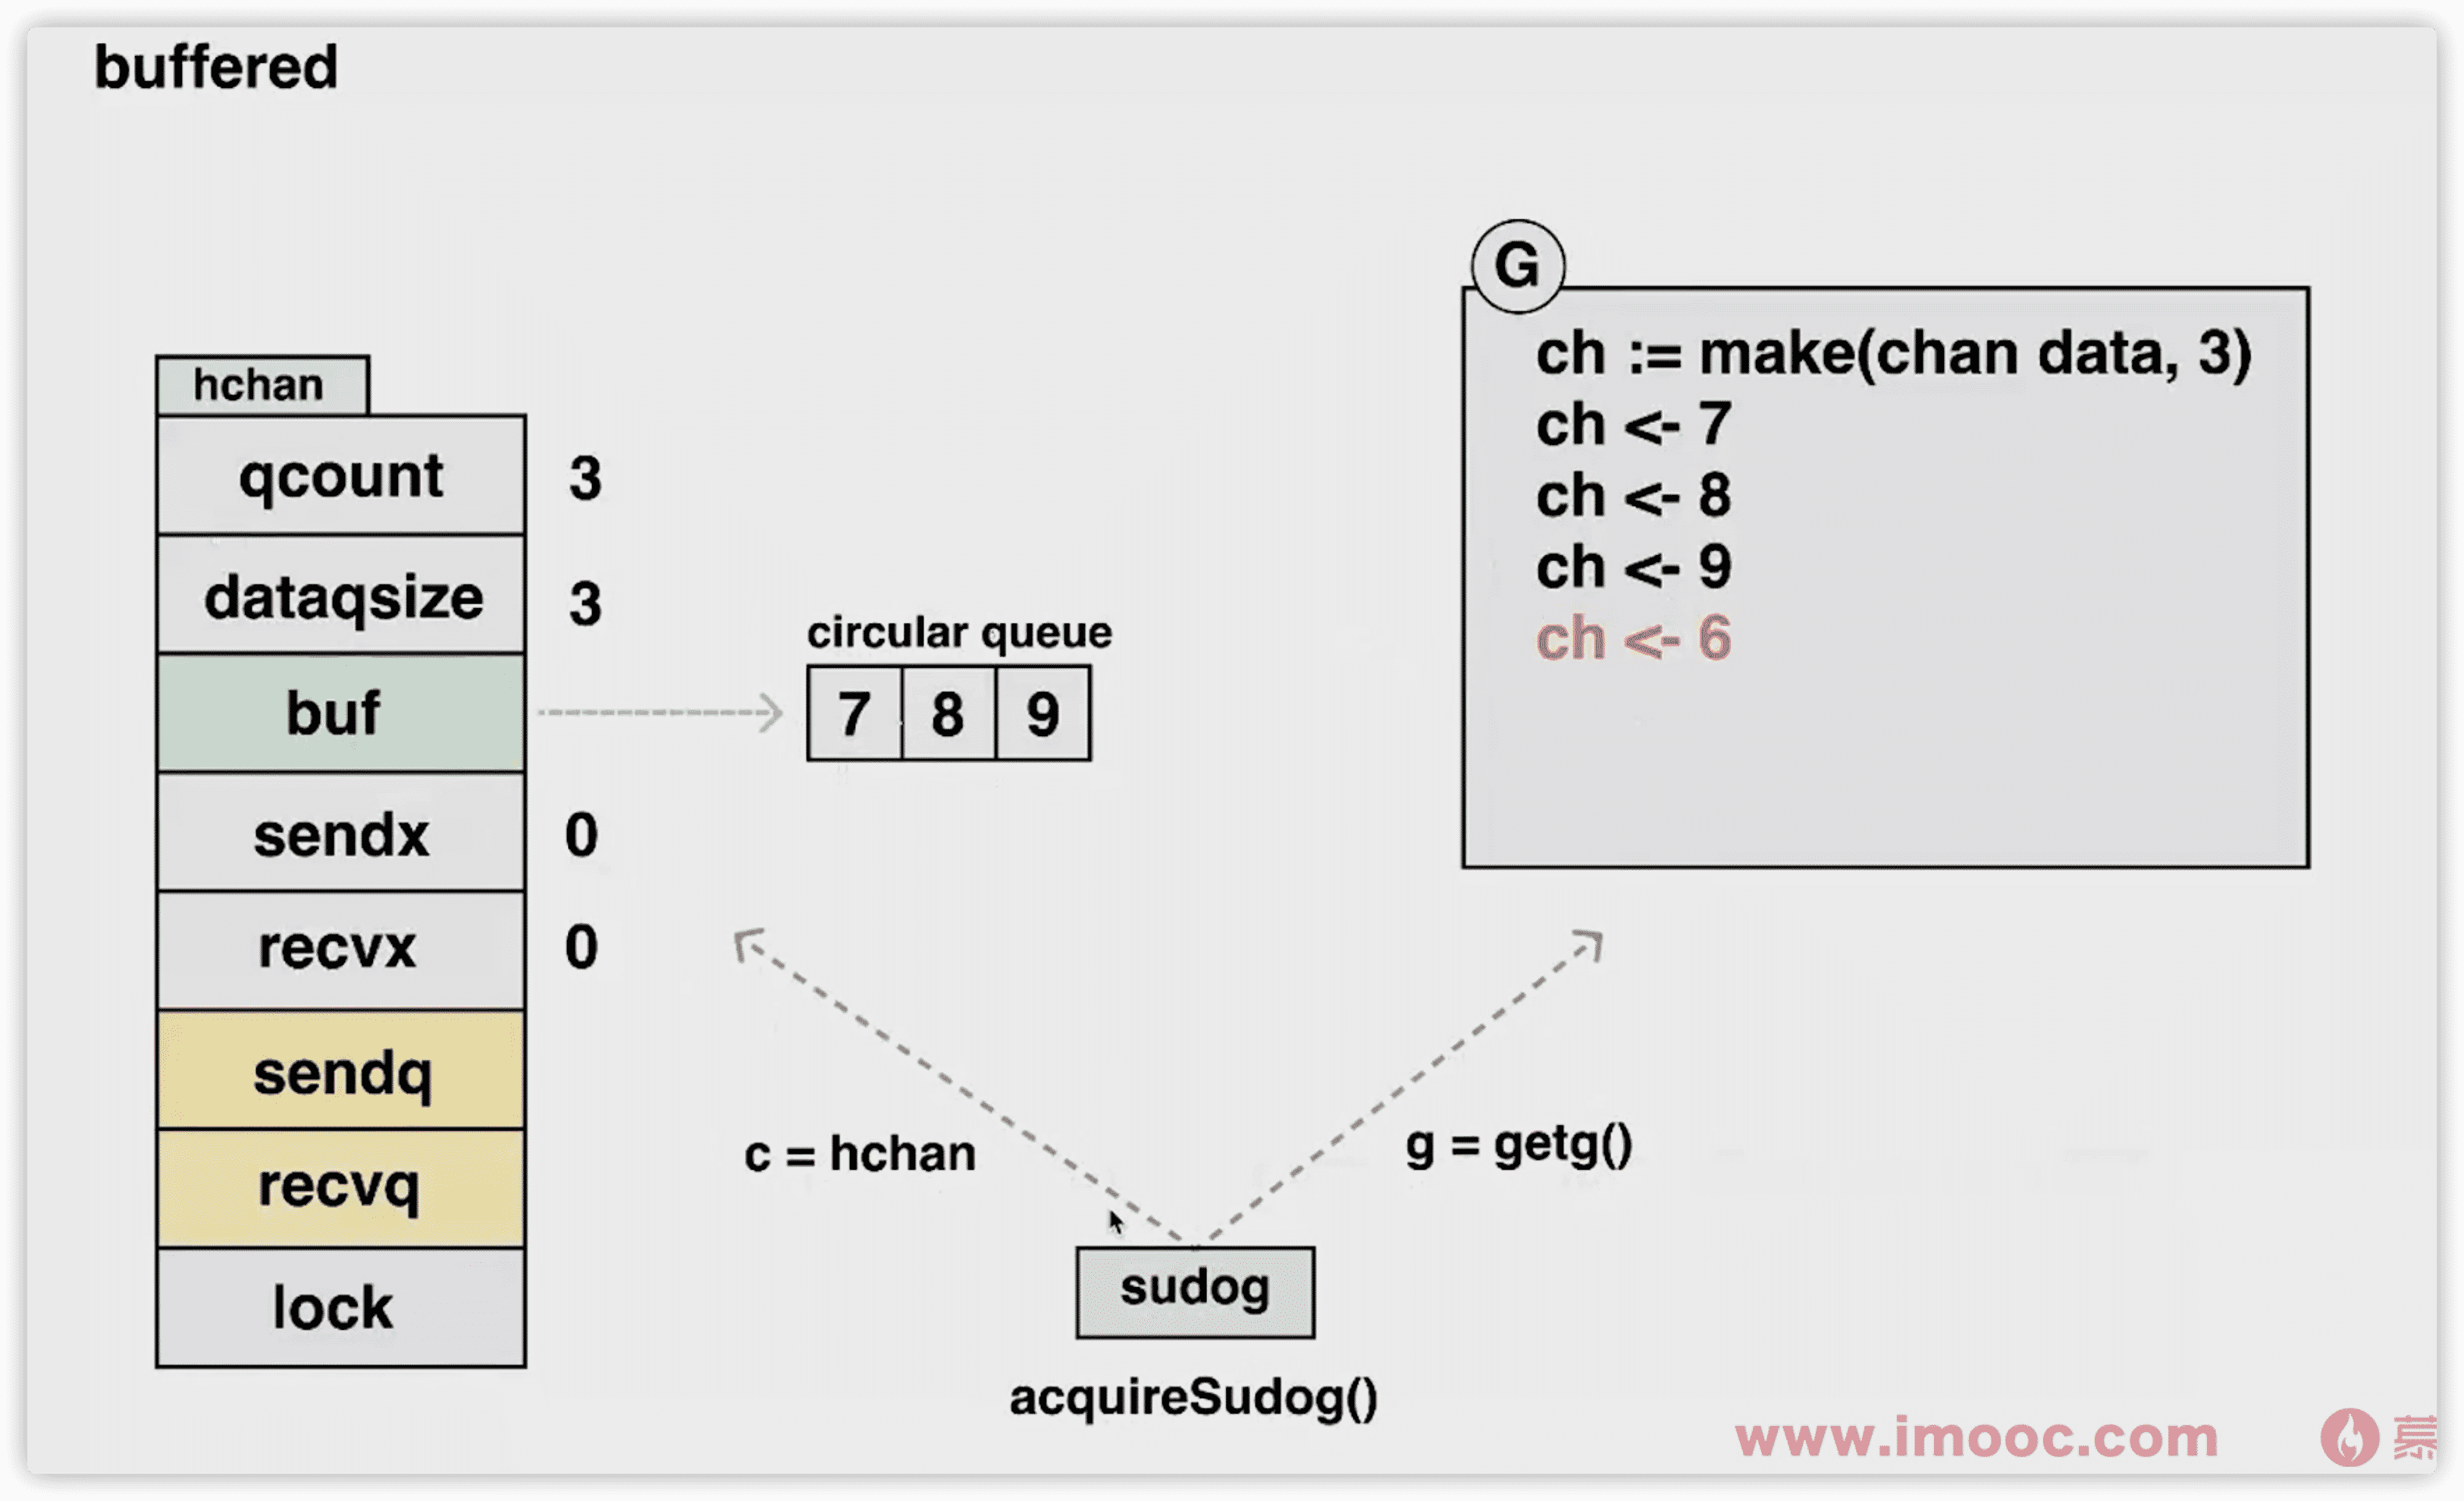 buffered
hchan
qcount 3
dataqsize 3
buf
sendx 0
recvx 0
sendq
recvq
lock
circular queue
7 8 9
G
ch := make(chan data, 3)
ch <- 7
ch <- 8
ch <- 9
ch <- 6
c = hchan
g = getg()
sudog
acquireSudog()
www.imooc.com